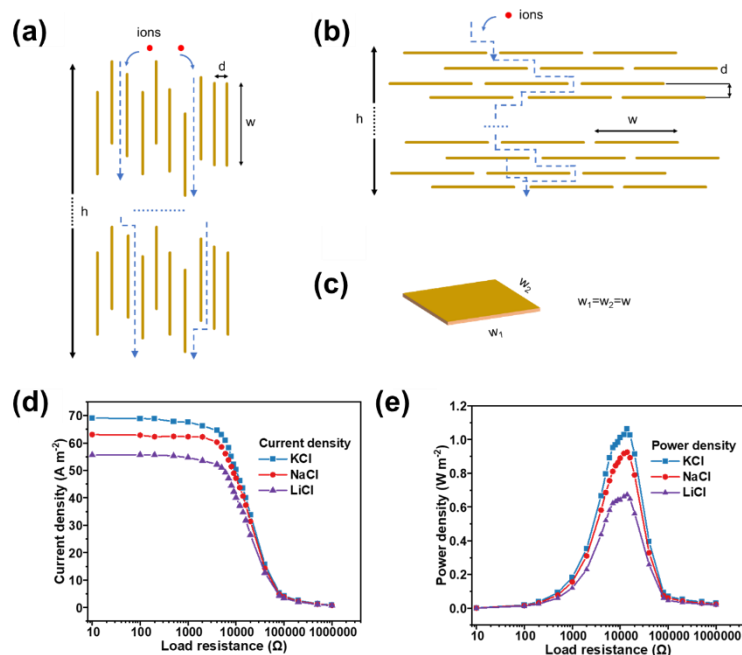 (a)
ions
d
w
h
(b)
ions
d
h
w
(c)
w2
w1
w1=w2=w
(d)
70
60
50
40
30
20
10
0
Current density (A m-2)
Current density
KCl
NaCl
LiCl
10 100 1000 10000 100000 1000000
Load resistance (Ω)
(e)
1.2
1.0
0.8
0.6
0.4
0.2
0.0
Power density (W m-2)
Power density
KCl
NaCl
LiCl
10 100 1000 10000 100000 1000000
Load resistance (Ω)